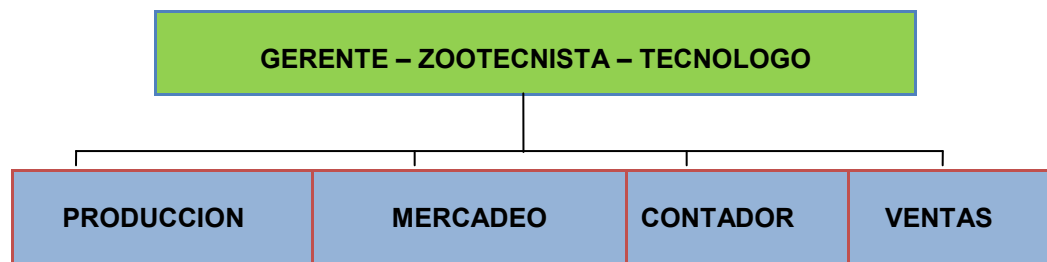 GERENTE – ZOOTECNISTA – TECNOLOGO
PRODUCCION MERCADEO CONTADOR VENTAS